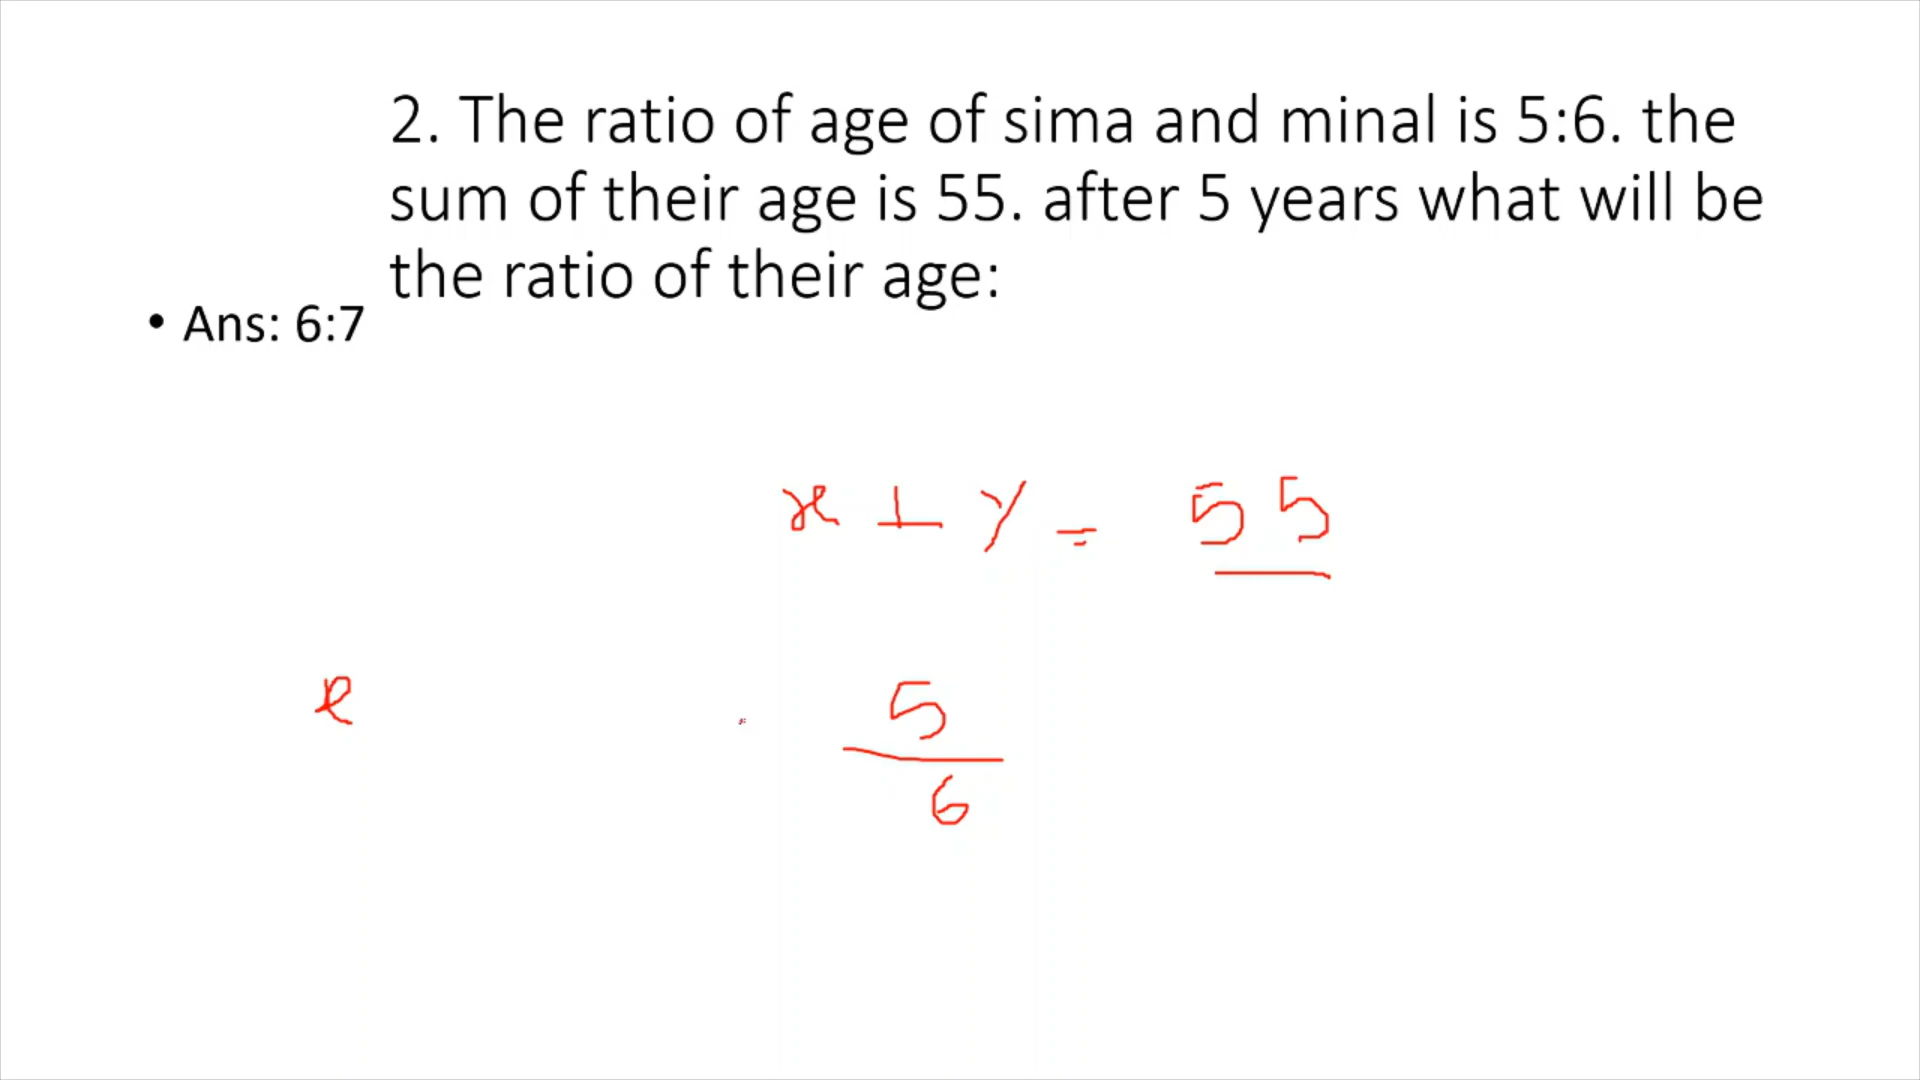 2. The ratio of age of sima and minal is 5:6. the
sum of their age is 55. after 5 years what will be
the ratio of their age:
• Ans: 6:7
x + y = 55
5
6